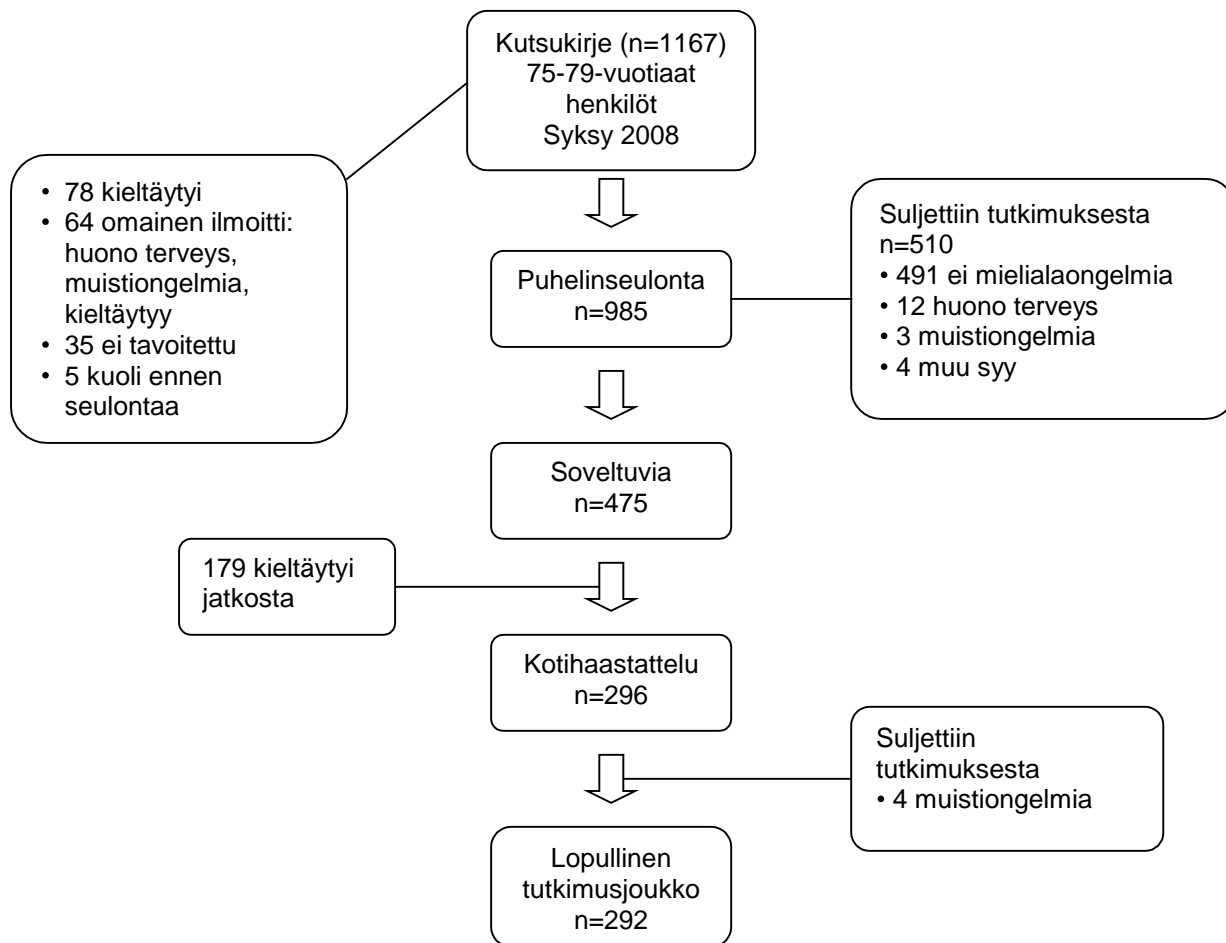 Kutsukirje (n=1167)
75-79-vuotiaat
henkilöt
Syksy 2008
• 78 kieltäytyi
• 64 omainen ilmoitti:
huono terveys,
muistiongelmia,
kieltäytyy
• 35 ei tavoitettu
• 5 kuoli ennen
seulontaa
Puhelinseulonta
n=985
Suljettiin tutkimuksesta
n=510
• 491 ei mielialaongelmia
• 12 huono terveys
• 3 muistiongelmia
• 4 muu syy
Soveltuvia
n=475
179 kieltäytyi
jatkosta
Kotihaastattelu
n=296
Suljettiin
tutkimuksesta
• 4 muistiongelmia
Lopullinen
tutkimusjoukko
n=292